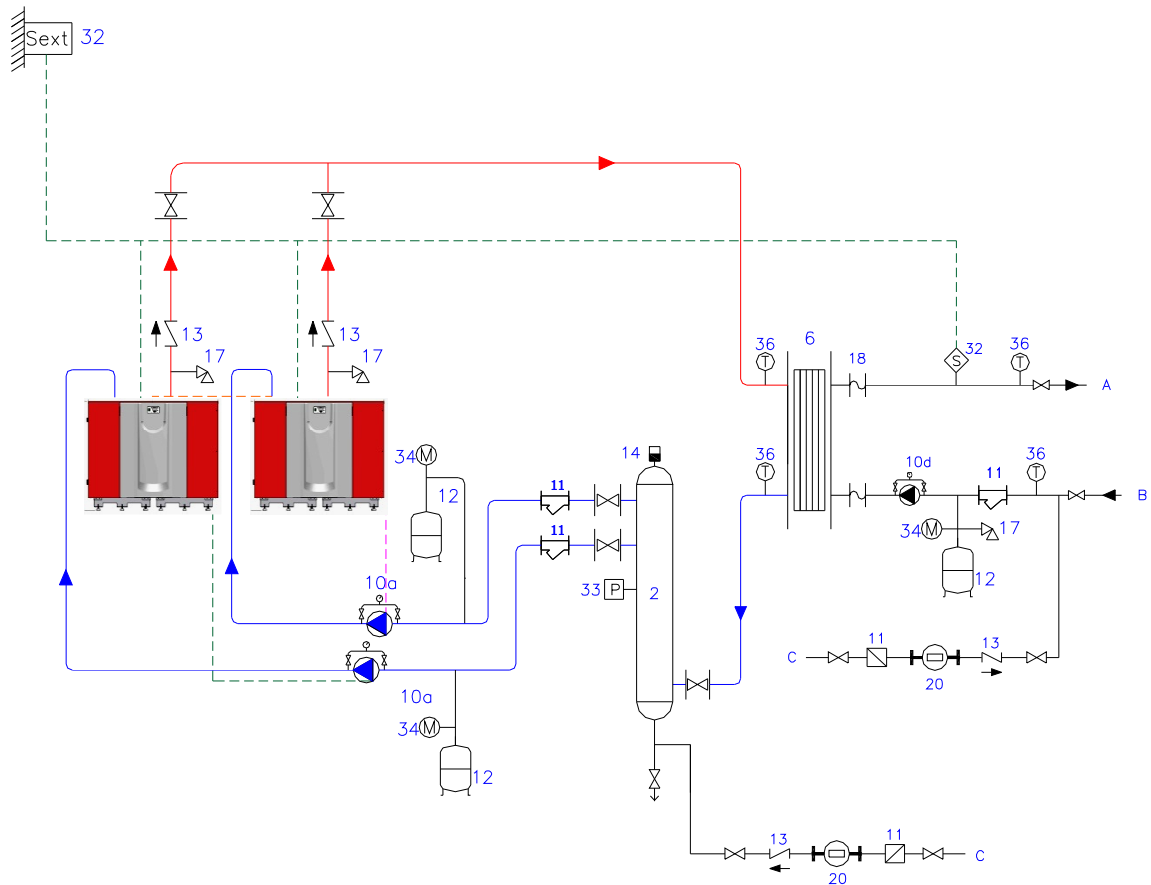 Sext 32
13 13
17 17
36 6 18 32 36
S
T T
A
34 M 14 36 10d 11 36
12 11 T T
B
11 34 M 17
10a 33 P 2 12
C 11 13
20
10a
34 M
12
13 11
C
20